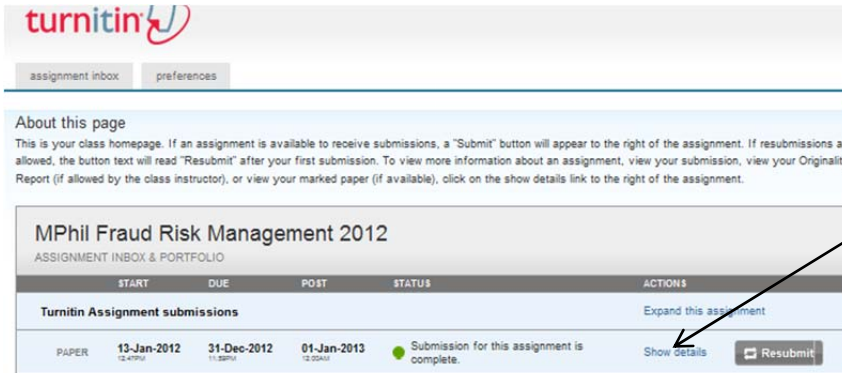 turnitin
assignment inbox preferences
About this page
This is your class homepage. If an assignment is available to receive submissions, a "Submit" button will appear to the right of the assignment. If resubmissions a
allowed, the button text will read "Resubmit" after your first submission. To view more information about an assignment, view your submission, view your Originalit
Report (if allowed by the class instructor), or view your marked paper (if available), click on the show details link to the right of the assignment.
MPhil Fraud Risk Management 2012
ASSIGNMENT INBOX & PORTFOLIO
START DUE POST STATUS ACTIONS
Turnitin Assignment submissions Expand this assignment
PAPER 13-Jan-2012 31-Dec-2012 01-Jan-2013 Submission for this assignment is Show details Resubmit
12:47PM 11:59PM 12:00AM complete.